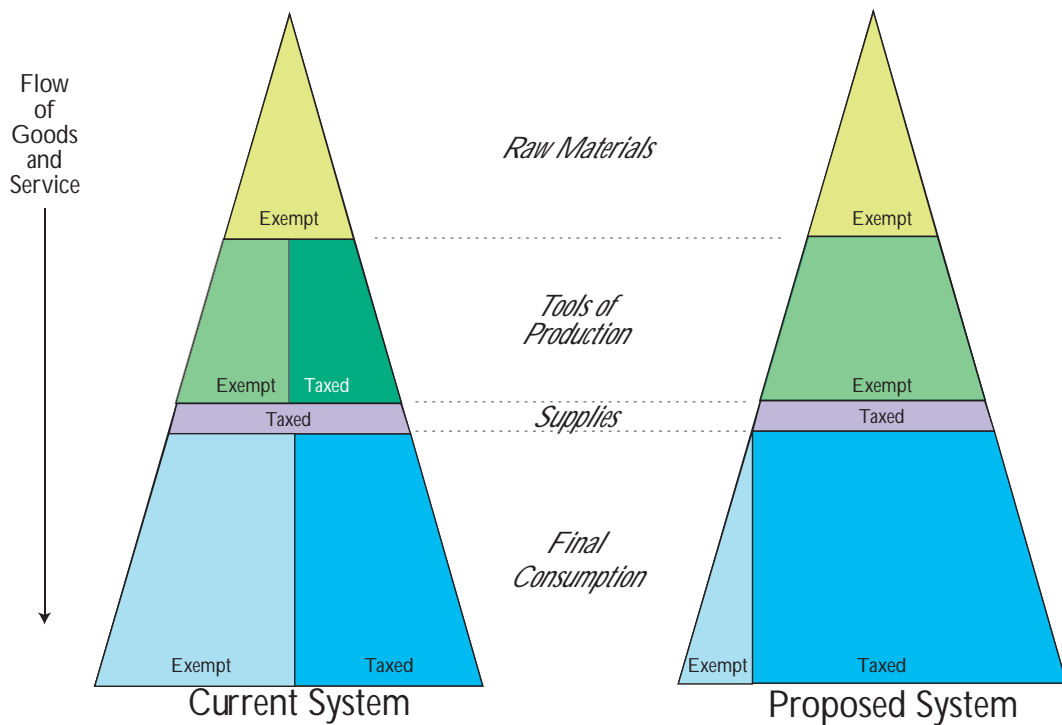 Flow
of
Goods
and
Service
Raw Materials
Exempt
Exempt
Tools of
Production
Exempt
Taxed
Exempt
Taxed
Supplies
Taxed
Final
Consumption
Exempt
Taxed
Exempt
Taxed
Current System
Proposed System